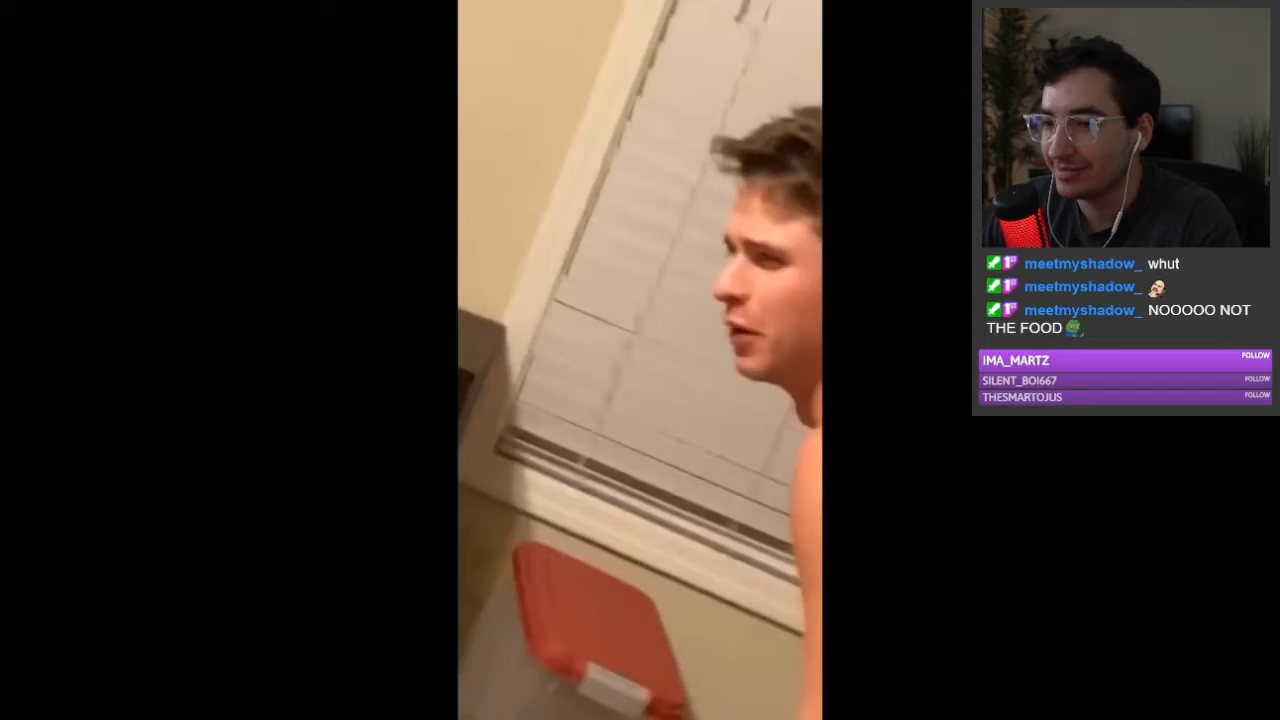 meetmyshadow_ whut
meetmyshadow_
meetmyshadow_ NOOOOO NOT
THE FOOD
IMA_MARTZ FOLLOW
SILENT_BOI667 FOLLOW
THESMARTOJUS FOLLOW